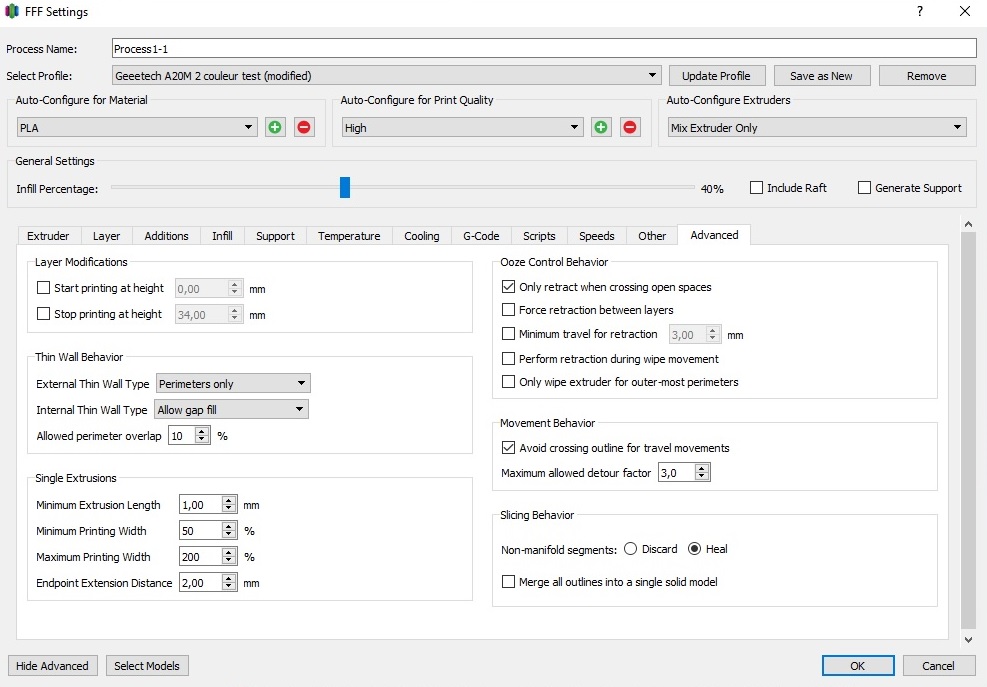 FFF Settings
Process Name: Process1-1
Select Profile: Geeetech A20M 2 couleur test (modified) Update Profile Save as New Remove
Auto-Configure for Material Auto-Configure for Print Quality Auto-Configure Extruders
PLA High Mix Extruder Only
General Settings
Infill Percentage: 40% Include Raft Generate Support
Extruder Layer Additions Infill Support Temperature Cooling G-Code Scripts Speeds Other Advanced
Layer Modifications
Start printing at height 0,00 mm
Stop printing at height 34,00 mm
Thin Wall Behavior
External Thin Wall Type Perimeters only
Internal Thin Wall Type Allow gap fill
Allowed perimeter overlap 10 %
Single Extrusions
Minimum Extrusion Length 1,00 mm
Minimum Printing Width 50 %
Maximum Printing Width 200 %
Endpoint Extension Distance 2,00 mm
Ooze Control Behavior
Only retract when crossing open spaces
Force retraction between layers
Minimum travel for retraction 3,00 mm
Perform retraction during wipe movement
Only wipe extruder for outer-most perimeters
Movement Behavior
Avoid crossing outline for travel movements
Maximum allowed detour factor 3,0
Slicing Behavior
Non-manifold segments: Discard Heal
Merge all outlines into a single solid model
Hide Advanced Select Models OK Cancel